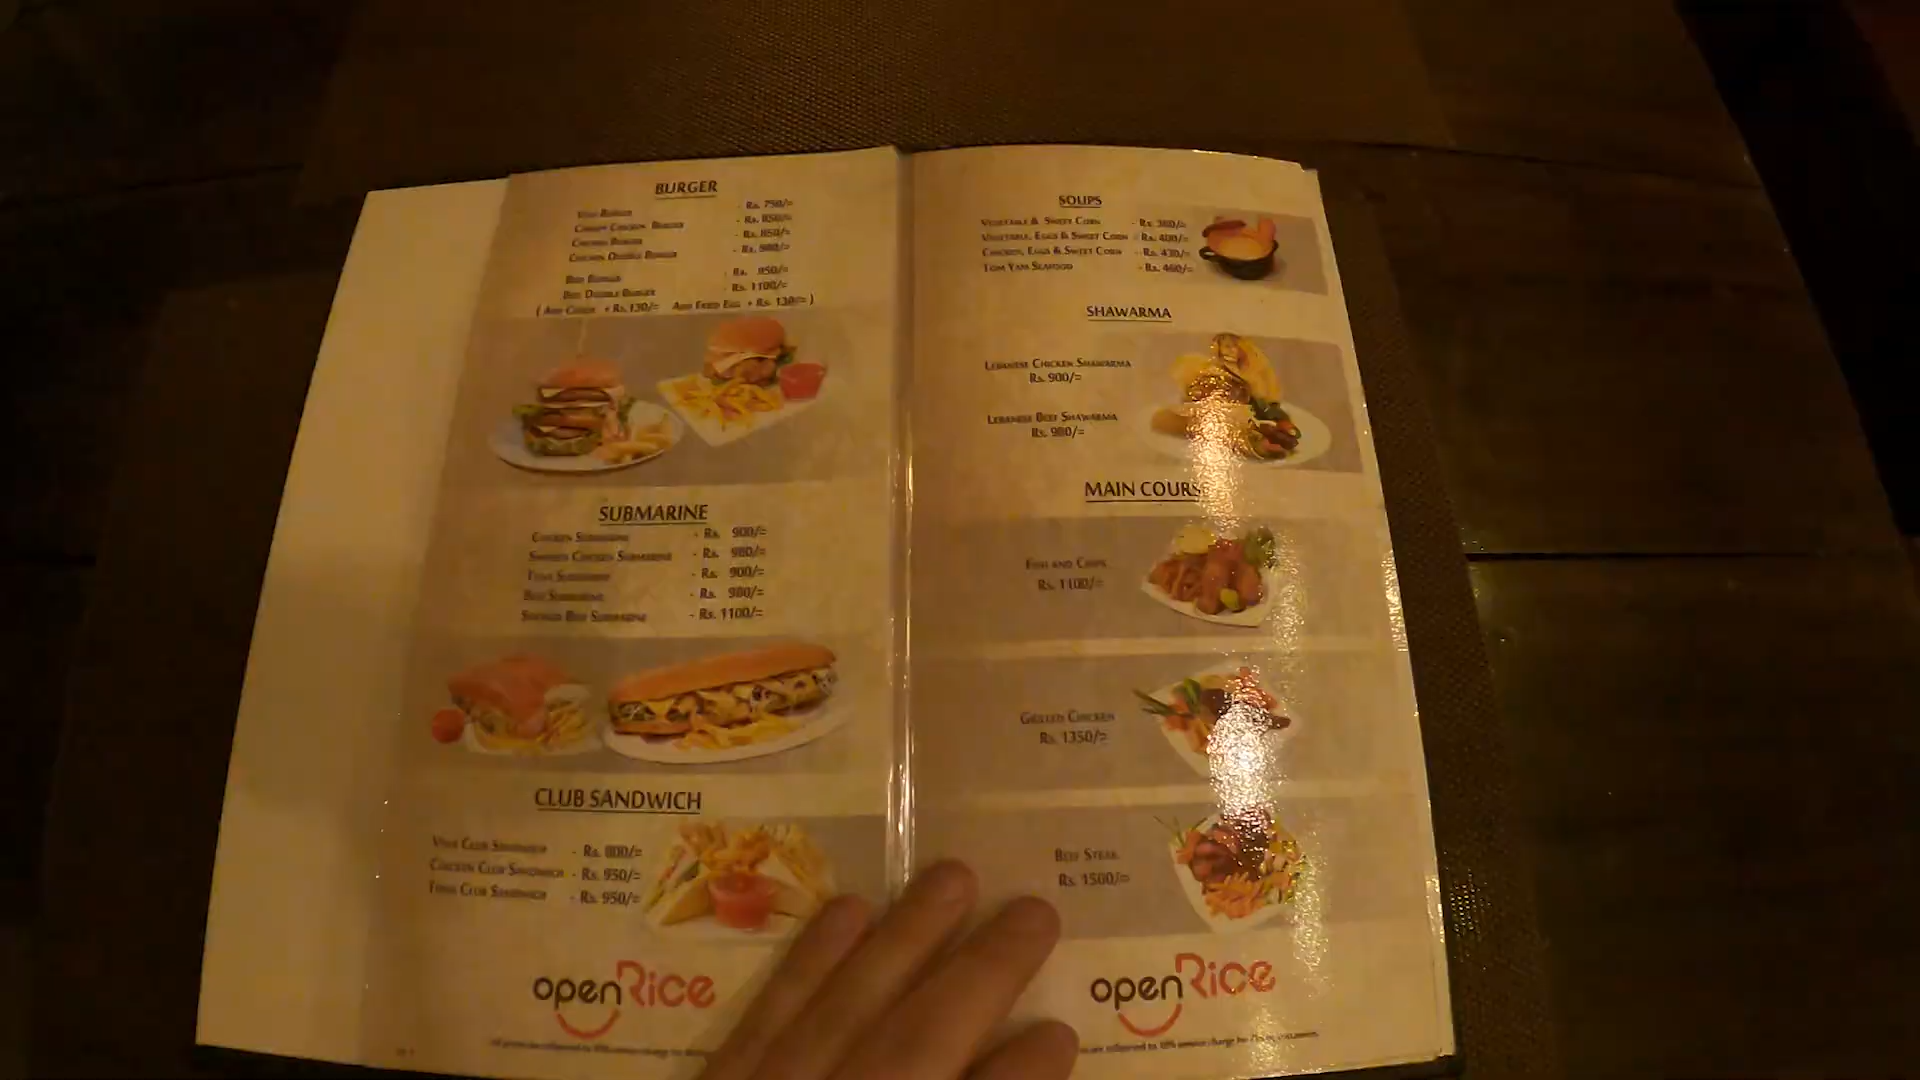 BURGER
Veg Burger - Rs. 750/=
Crispy Chicken Burger - Rs. 850/=
Chicken Burger - Rs. 850/=
Chicken Double Burger - Rs. 980/=
Beef Burger - Rs. 950/=
Beef Double Burger - Rs. 1100/=
( Add Cheese + Rs. 130/= Add Fried Egg + Rs. 130/= )
SUBMARINE
Chicken Submarine - Rs. 900/=
Smoked Chicken Submarine - Rs. 980/=
Tuna Submarine - Rs. 900/=
Beef Submarine - Rs. 980/=
Smoked Beef Submarine - Rs. 1100/=
CLUB SANDWICH
Club Sandwich - Rs. 800/=
Chicken Club Sandwich - Rs. 950/=
Tuna Club Sandwich - Rs. 950/=
openRice
SOUPS
Vegetable & Sweet Corn - Rs. 380/=
Vegetable, Eggs & Sweet Corn - Rs. 400/=
Chicken, Eggs & Sweet Corn - Rs. 430/=
Tom Yam Seafood - Rs. 460/=
SHAWARMA
Lebanese Chicken Shawarma
Rs. 900/=
Lebanese Beef Shawarma
Rs. 980/=
MAIN COURSE
Fish and Chips
Rs. 1100/=
Grilled Chicken
Rs. 1350/=
Beef Steak
Rs. 1500/=
openRice